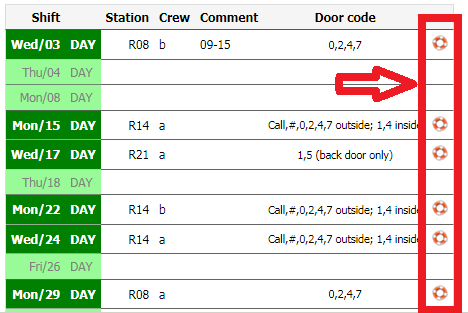 Shift Station Crew Comment Door code
Wed/03 DAY R08 b 09-15 0,2,4,7
Thu/04 DAY
Mon/08 DAY
Mon/15 DAY R14 a Call,#,0,2,4,7 outside; 1,4 inside
Wed/17 DAY R21 a 1,5 (back door only)
Thu/18 DAY
Mon/22 DAY R14 b Call,#,0,2,4,7 outside; 1,4 inside
Wed/24 DAY R14 a Call,#,0,2,4,7 outside; 1,4 inside
Fri/26 DAY
Mon/29 DAY R08 a 0,2,4,7